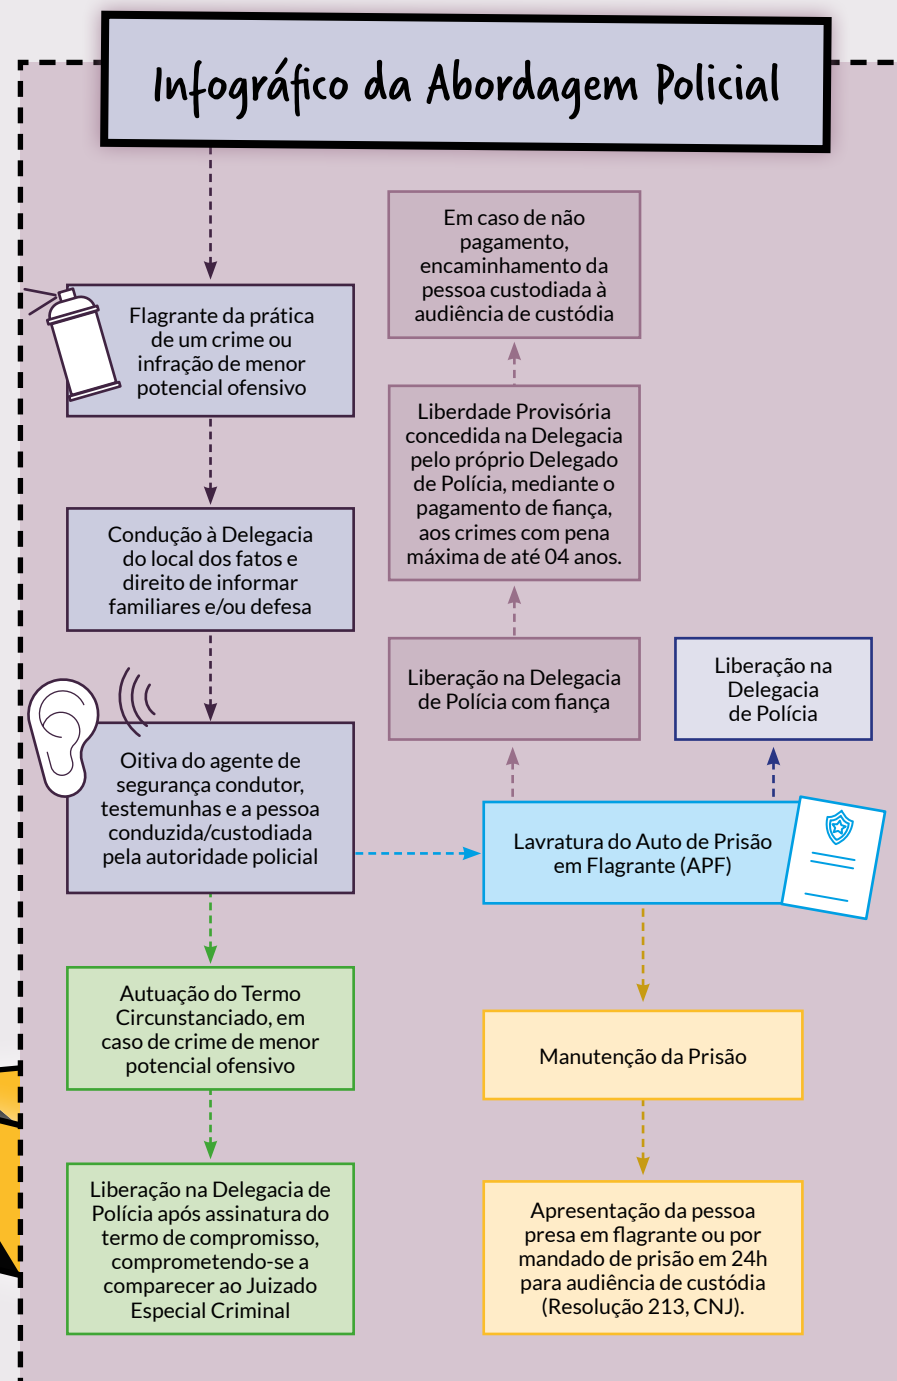 Infográfico da Abordagem Policial
Flagrante da prática
de um crime ou
infração de menor
potencial ofensivo
Condução à Delegacia
do local dos fatos e
direito de informar
familiares e/ou defesa
Oitiva do agente de
segurança condutor,
testemunhas e a pessoa
conduzida/custodiada
pela autoridade policial
Autuação do Termo
Circunstanciado, em
caso de crime de menor
potencial ofensivo
Liberação na Delegacia de
Polícia após assinatura do
termo de compromisso,
comprometendo-se a
comparecer ao Juizado
Especial Criminal
Em caso de não
pagamento,
encaminhamento da
pessoa custodiada à
audiência de custódia
Liberdade Provisória
concedida na Delegacia
pelo próprio Delegado
de Polícia, mediante o
pagamento de fiança,
aos crimes com pena
máxima de até 04 anos.
Liberação na Delegacia
de Polícia com fiança
Liberação na
Delegacia
de Polícia
Lavratura do Auto de Prisão
em Flagrante (APF)
Manutenção da Prisão
Apresentação da pessoa
presa em flagrante ou por
mandado de prisão em 24h
para audiência de custódia
(Resolução 213, CNJ).